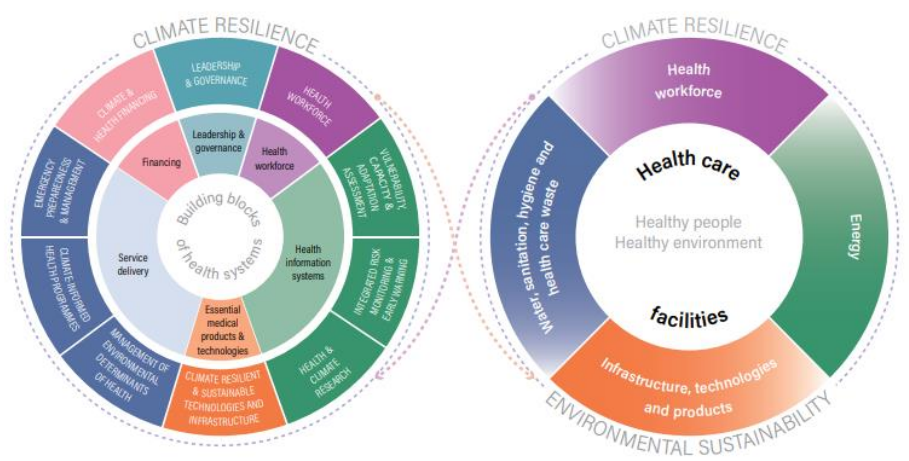 CLIMATE RESILIENCE
LEADERSHIP
& GOVERNANCE
HEALTH
WORKFORCE
VULNERABILITY,
CAPACITY &
ADAPTATION
ASSESSMENT
INTEGRATED RISK
MONITORING &
EARLY WARNING
HEALTH &
CLIMATE
RESEARCH
CLIMATE RESILIENT
& SUSTAINABLE
TECHNOLOGIES AND
INFRASTRUCTURE
MANAGEMENT OF
ENVIRONMENTAL
DETERMINANTS
OF HEALTH
CLIMATE-INFORMED
HEALTH PROGRAMMES
EMERGENCY
PREPAREDNESS
& MANAGEMENT
CLIMATE &
HEALTH FINANCING
Leadership &
governance
Health
workforce
Health
information
systems
Essential
medical
products &
technologies
Service
delivery
Financing
Building blocks
of health systems
CLIMATE RESILIENCE
Health
workforce
Energy
Infrastructure, technologies
and products
Water, sanitation, hygiene and
health care waste
Health care
Healthy people
Healthy environment
facilities
ENVIRONMENTAL SUSTAINABILITY